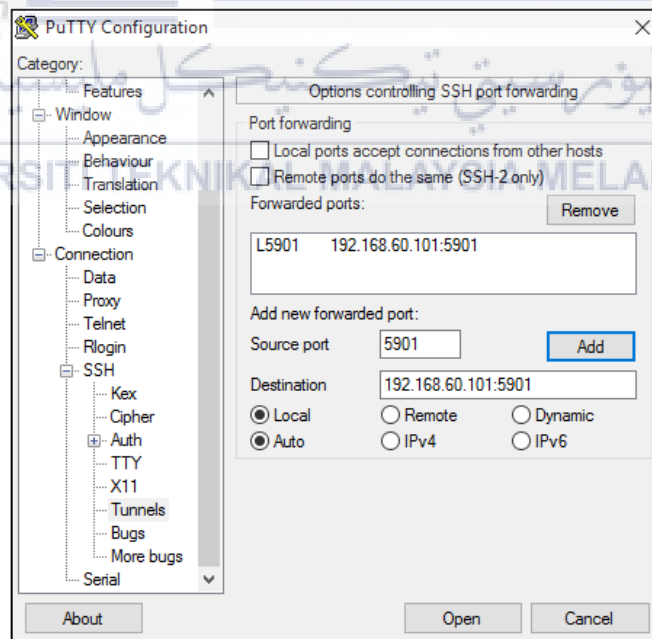 PuTTY Configuration
Category:
Features
Window
Appearance
Behaviour
Translation
Selection
Colours
Connection
Data
Proxy
Telnet
Rlogin
SSH
Kex
Cipher
Auth
TTY
X11
Tunnels
Bugs
More bugs
Serial
Options controlling SSH port forwarding
Port forwarding
Local ports accept connections from other hosts
Remote ports do the same (SSH-2 only)
Forwarded ports:
Remove
L5901 192.168.60.101:5901
Add new forwarded port:
Source port 5901 Add
Destination 192.168.60.101:5901
Local Remote Dynamic
Auto IPv4 IPv6
About Open Cancel
TEKNIKAL MALAYSIA